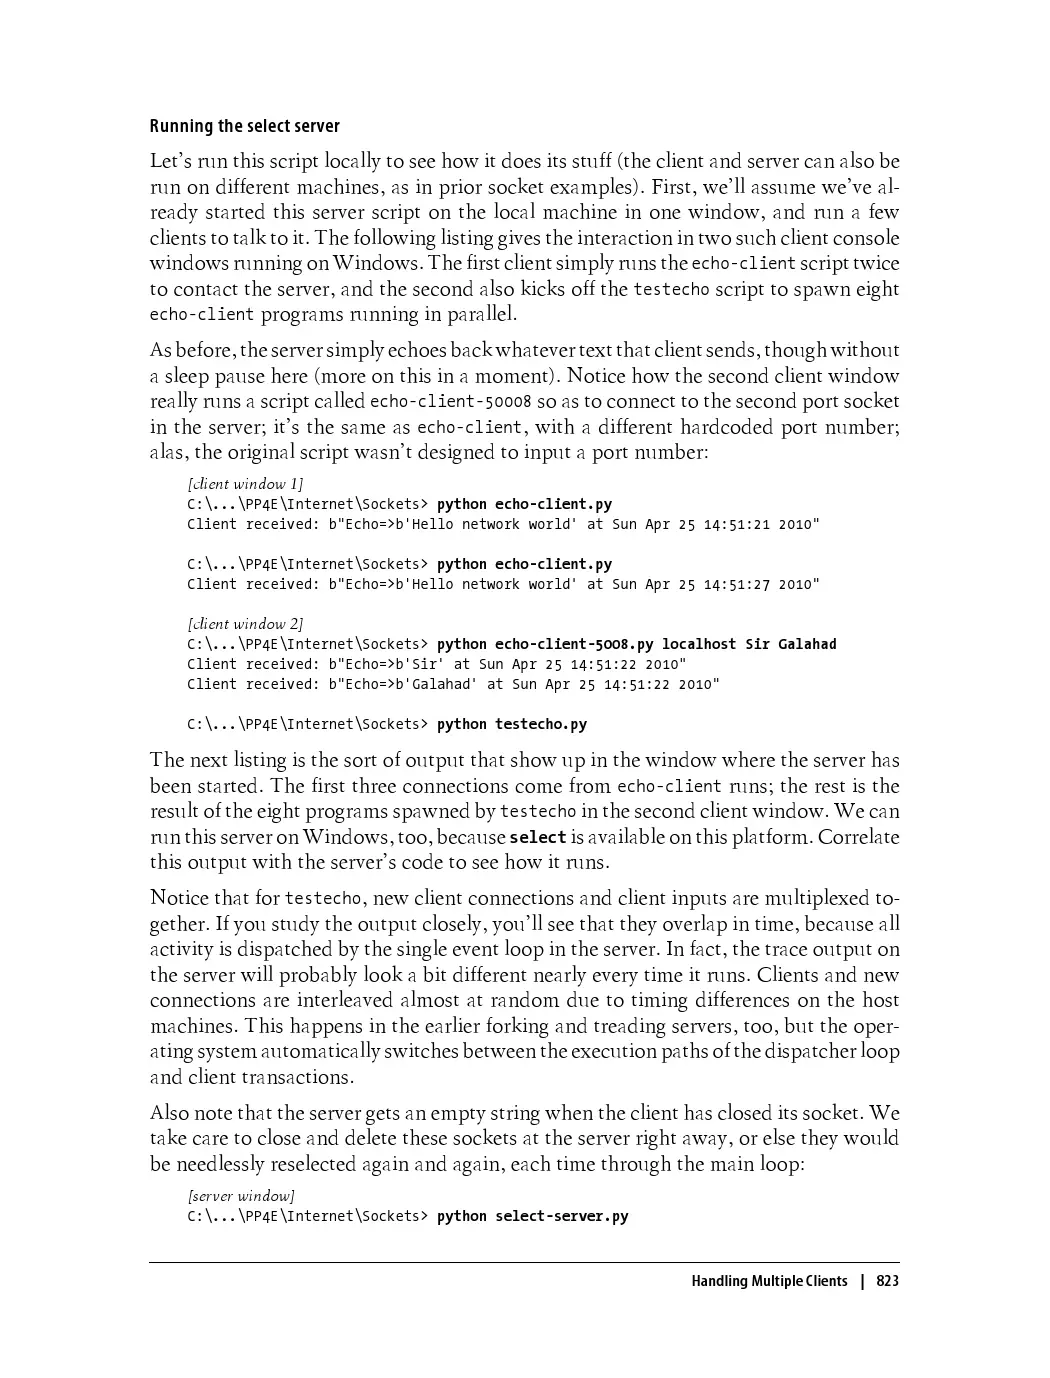 Running the select server
Let’s run this script locally to see how it does its stuff (the client and server can also be
run on different machines, as in prior socket examples). First, we’ll assume we’ve al-
ready started this server script on the local machine in one window, and run a few
clients to talk to it. The following listing gives the interaction in two such client console
windows running on Windows. The first client simply runs the echo-client script twice
to contact the server, and the second also kicks off the testecho script to spawn eight
echo-client programs running in parallel.
As before, the server simply echoes back whatever text that client sends, though without
a sleep pause here (more on this in a moment). Notice how the second client window
really runs a script called echo-client-50008 so as to connect to the second port socket
in the server; it’s the same as echo-client, with a different hardcoded port number;
alas, the original script wasn’t designed to input a port number:
[client window 1]
C:\...\PP4E\Internet\Sockets> python echo-client.py
Client received: b"Echo=>b'Hello network world' at Sun Apr 25 14:51:21 2010"
C:\...\PP4E\Internet\Sockets> python echo-client.py
Client received: b"Echo=>b'Hello network world' at Sun Apr 25 14:51:27 2010"
[client window 2]
C:\...\PP4E\Internet\Sockets> python echo-client-5008.py localhost Sir Galahad
Client received: b"Echo=>b'Sir' at Sun Apr 25 14:51:22 2010"
Client received: b"Echo=>b'Galahad' at Sun Apr 25 14:51:22 2010"
C:\...\PP4E\Internet\Sockets> python testecho.py
The next listing is the sort of output that show up in the window where the server has
been started. The first three connections come from echo-client runs; the rest is the
result of the eight programs spawned by testecho in the second client window. We can
run this server on Windows, too, because select is available on this platform. Correlate
this output with the server’s code to see how it runs.
Notice that for testecho, new client connections and client inputs are multiplexed to-
gether. If you study the output closely, you’ll see that they overlap in time, because all
activity is dispatched by the single event loop in the server. In fact, the trace output on
the server will probably look a bit different nearly every time it runs. Clients and new
connections are interleaved almost at random due to timing differences on the host
machines. This happens in the earlier forking and treading servers, too, but the oper-
ating system automatically switches between the execution paths of the dispatcher loop
and client transactions.
Also note that the server gets an empty string when the client has closed its socket. We
take care to close and delete these sockets at the server right away, or else they would
be needlessly reselected again and again, each time through the main loop:
[server window]
C:\...\PP4E\Internet\Sockets> python select-server.py
Handling Multiple Clients | 823